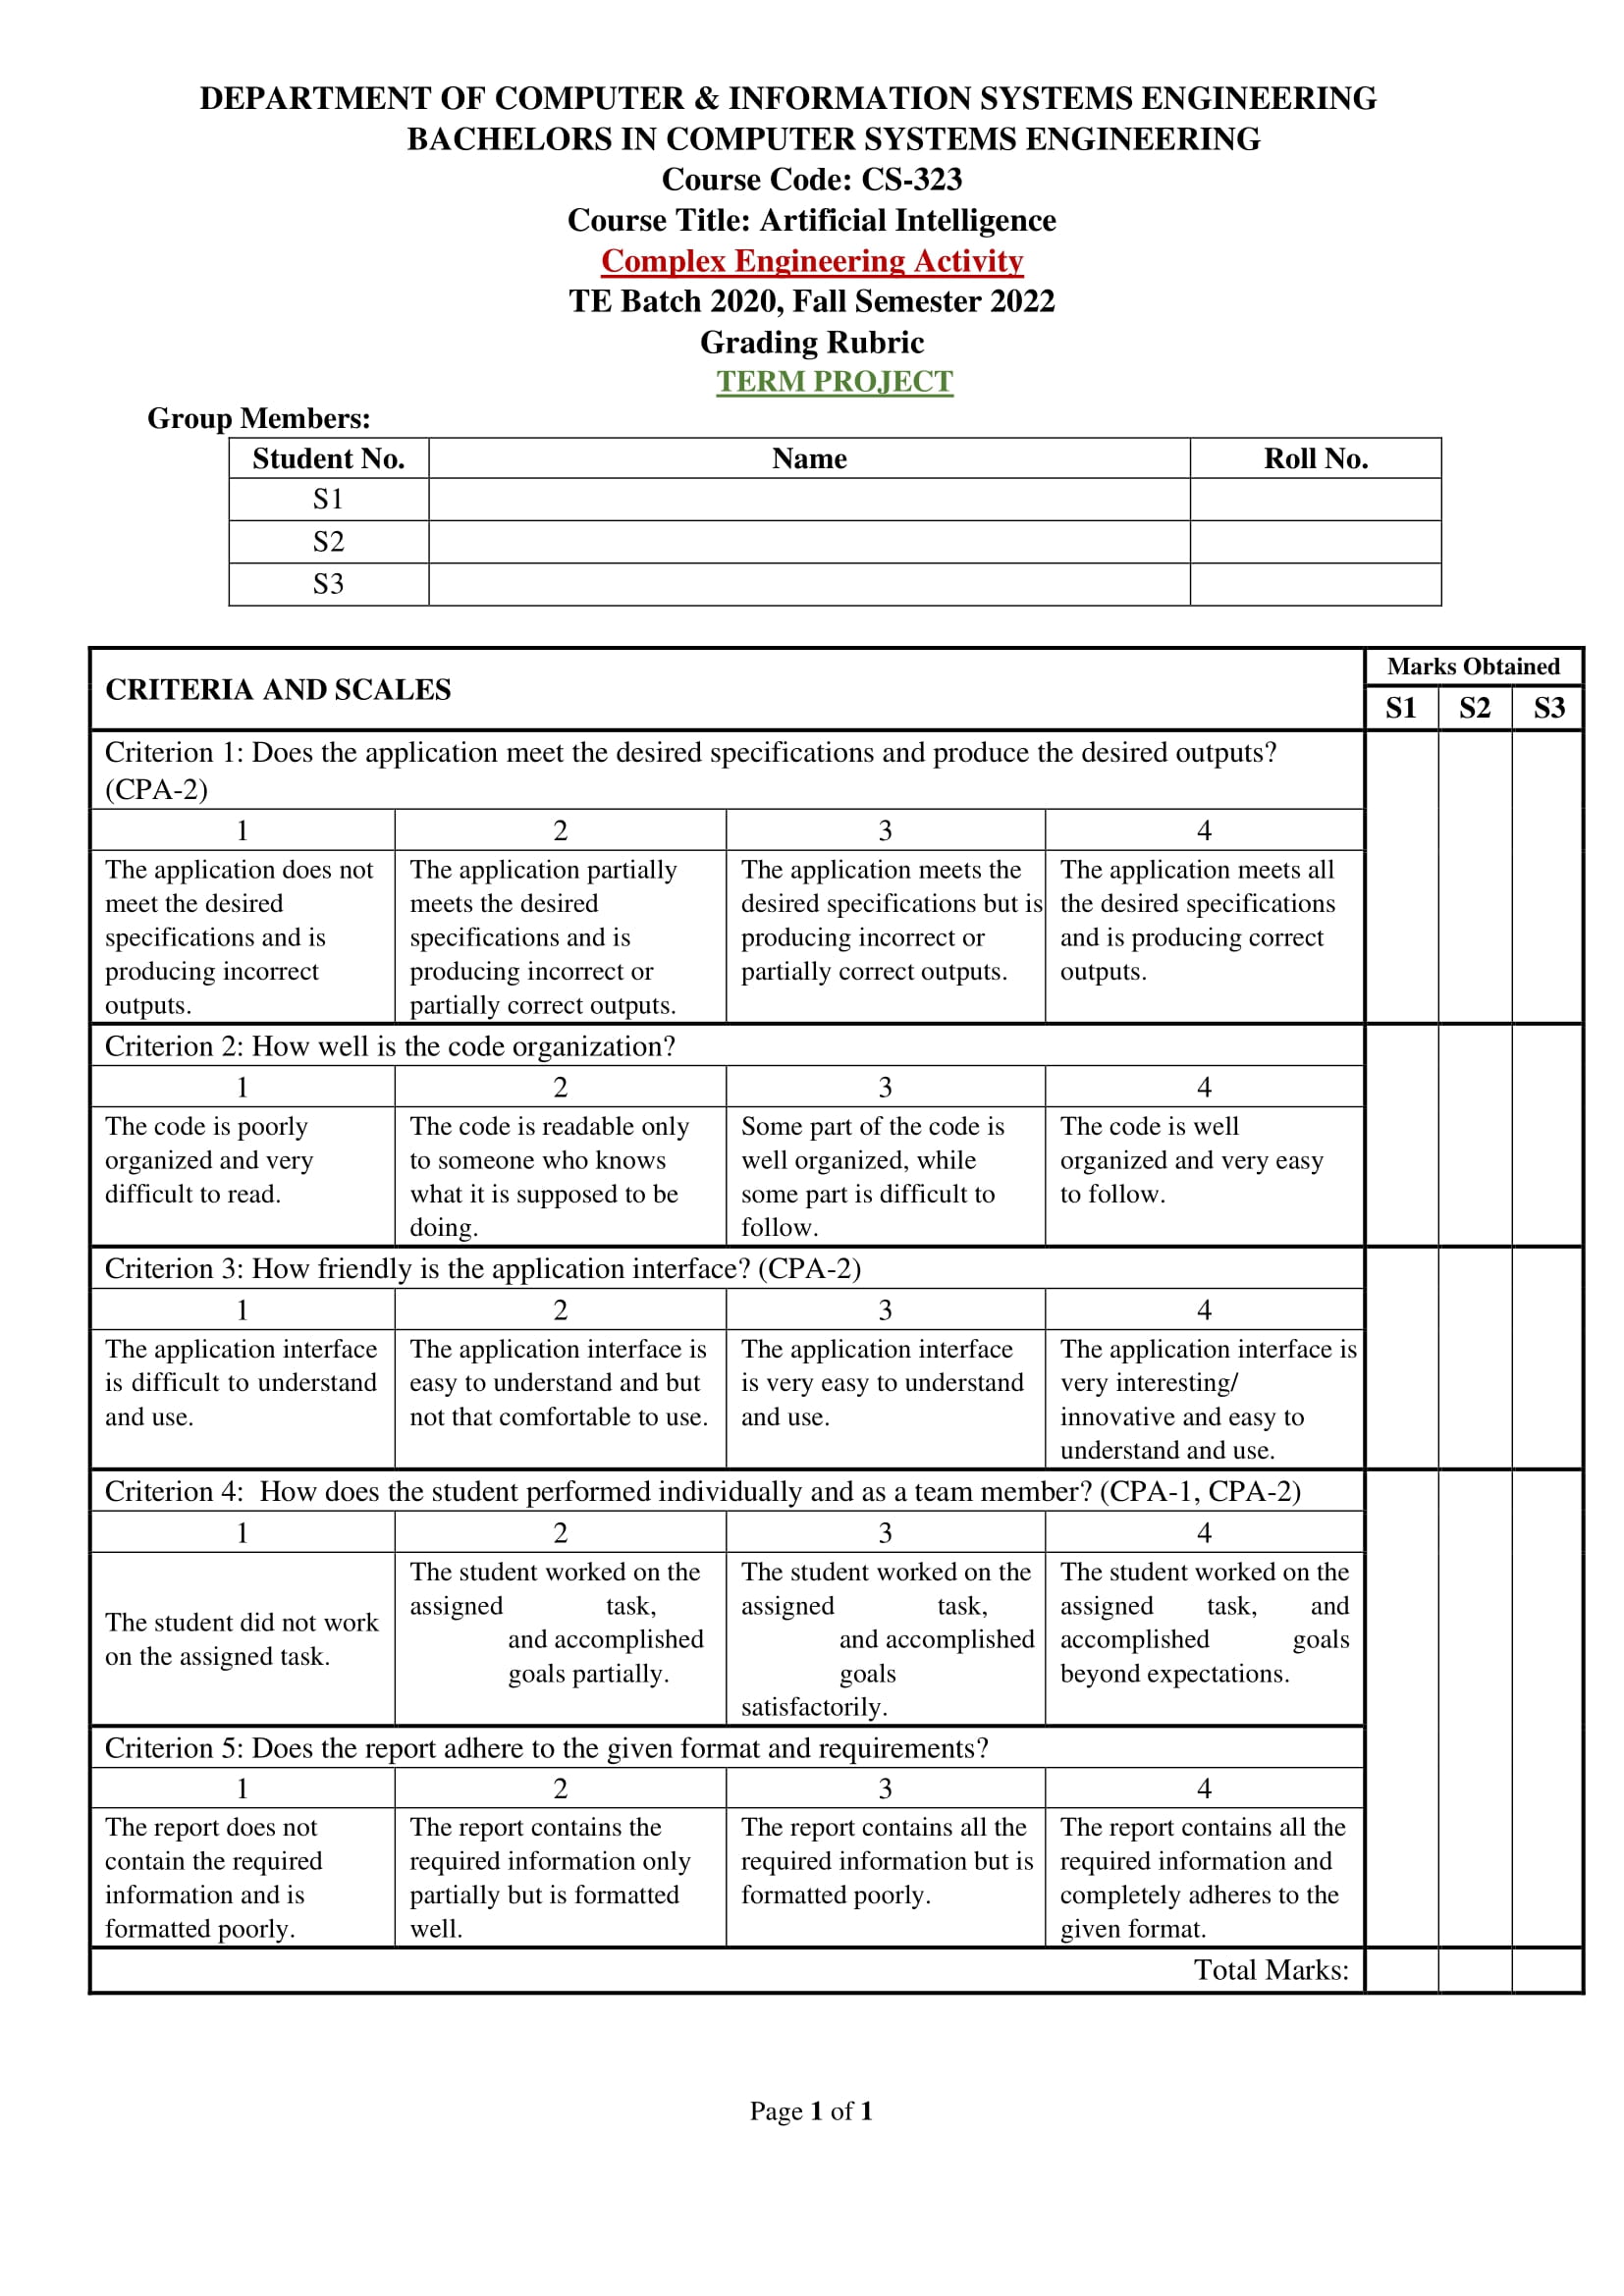 DEPARTMENT OF COMPUTER & INFORMATION SYSTEMS ENGINEERING
BACHELORS IN COMPUTER SYSTEMS ENGINEERING
Course Code: CS-323
Course Title: Artificial Intelligence
Complex Engineering Activity
TE Batch 2020, Fall Semester 2022
Grading Rubric
TERM PROJECT
Group Members:
Student No. Name Roll No.
S1
S2
S3
CRITERIA AND SCALES
Marks Obtained
S1 S2 S3
Criterion 1: Does the application meet the desired specifications and produce the desired outputs?
(CPA-2)
1 2 3 4
The application does not
meet the desired
specifications and is
producing incorrect
outputs.
The application partially
meets the desired
specifications and is
producing incorrect or
partially correct outputs.
The application meets the
desired specifications but is
producing incorrect or
partially correct outputs.
The application meets all
the desired specifications
and is producing correct
outputs.
Criterion 2: How well is the code organization?
1 2 3 4
The code is poorly
organized and very
difficult to read.
The code is readable only
to someone who knows
what it is supposed to be
doing.
Some part of the code is
well organized, while
some part is difficult to
follow.
The code is well
organized and very easy
to follow.
Criterion 3: How friendly is the application interface? (CPA-2)
1 2 3 4
The application interface
is difficult to understand
and use.
The application interface is
easy to understand and but
not that comfortable to use.
The application interface
is very easy to understand
and use.
The application interface is
very interesting/
innovative and easy to
understand and use.
Criterion 4: How does the student performed individually and as a team member? (CPA-1, CPA-2)
1 2 3 4
The student did not work
on the assigned task.
The student worked on the
assigned task,
and accomplished
goals partially.
The student worked on the
assigned task,
and accomplished
goals
satisfactorily.
The student worked on the
assigned task, and
accomplished goals
beyond expectations.
Criterion 5: Does the report adhere to the given format and requirements?
1 2 3 4
The report does not
contain the required
information and is
formatted poorly.
The report contains the
required information only
partially but is formatted
well.
The report contains all the
required information but is
formatted poorly.
The report contains all the
required information and
completely adheres to the
given format.
Total Marks:
Page 1 of 1